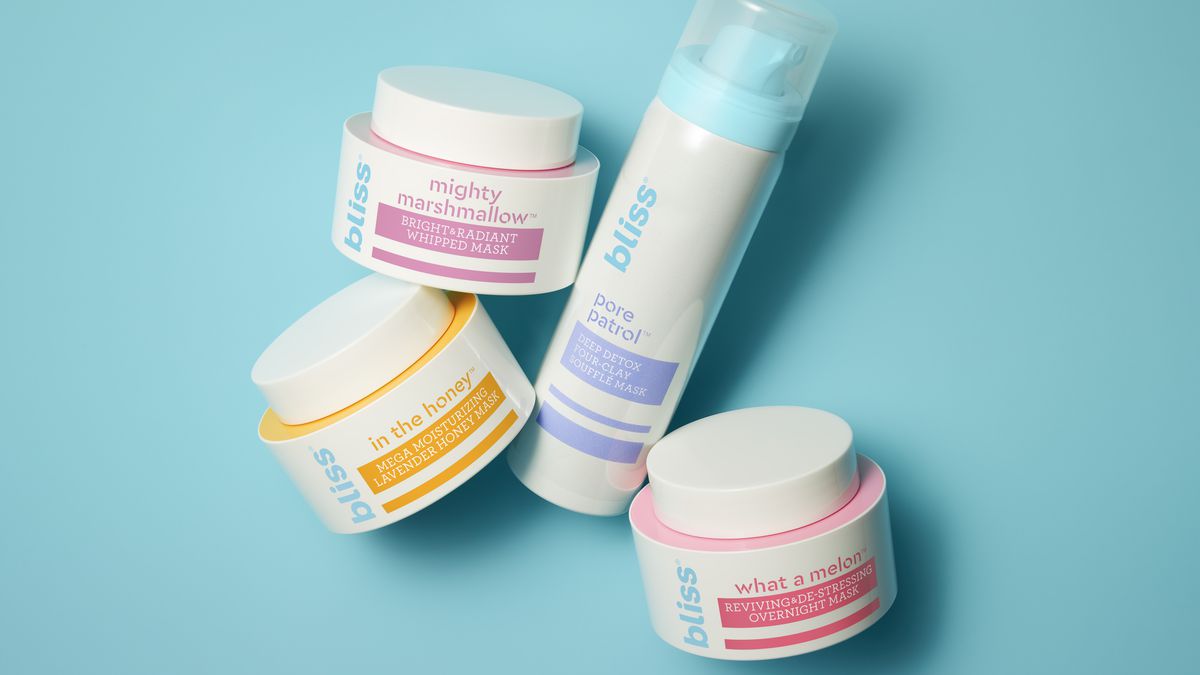 bliss®
mighty
marshmallow™
BRIGHT&RADIANT
WHIPPED MASK
bliss®
pore
patrol™
DEEP DETOX
FOUR-CLAY
SOUFFLÉ MASK
bliss®
in the honey™
MEGA MOISTURIZING
LAVENDER HONEY MASK
bliss®
what a melon™
REVIVING&DE-STRESSING
OVERNIGHT MASK